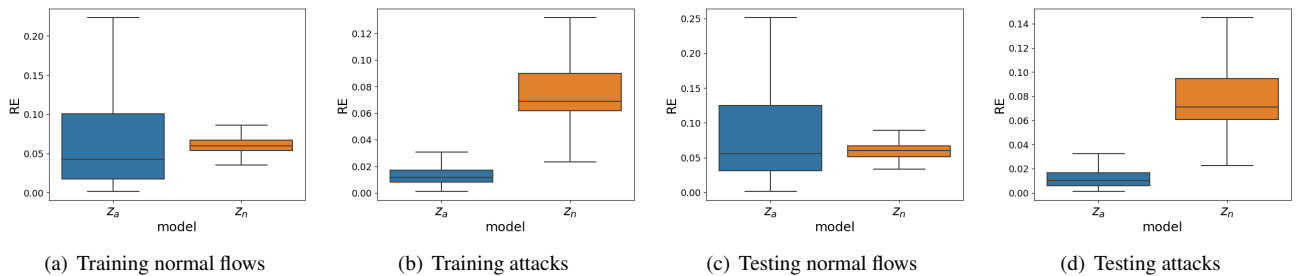 RE
0.20
0.15
0.10
0.05
0.00
z_a z_n
model
(a) Training normal flows
RE
0.12
0.10
0.08
0.06
0.04
0.02
0.00
z_a z_n
model
(b) Training attacks
RE
0.25
0.20
0.15
0.10
0.05
0.00
z_a z_n
model
(c) Testing normal flows
RE
0.14
0.12
0.10
0.08
0.06
0.04
0.02
0.00
z_a z_n
model
(d) Testing attacks